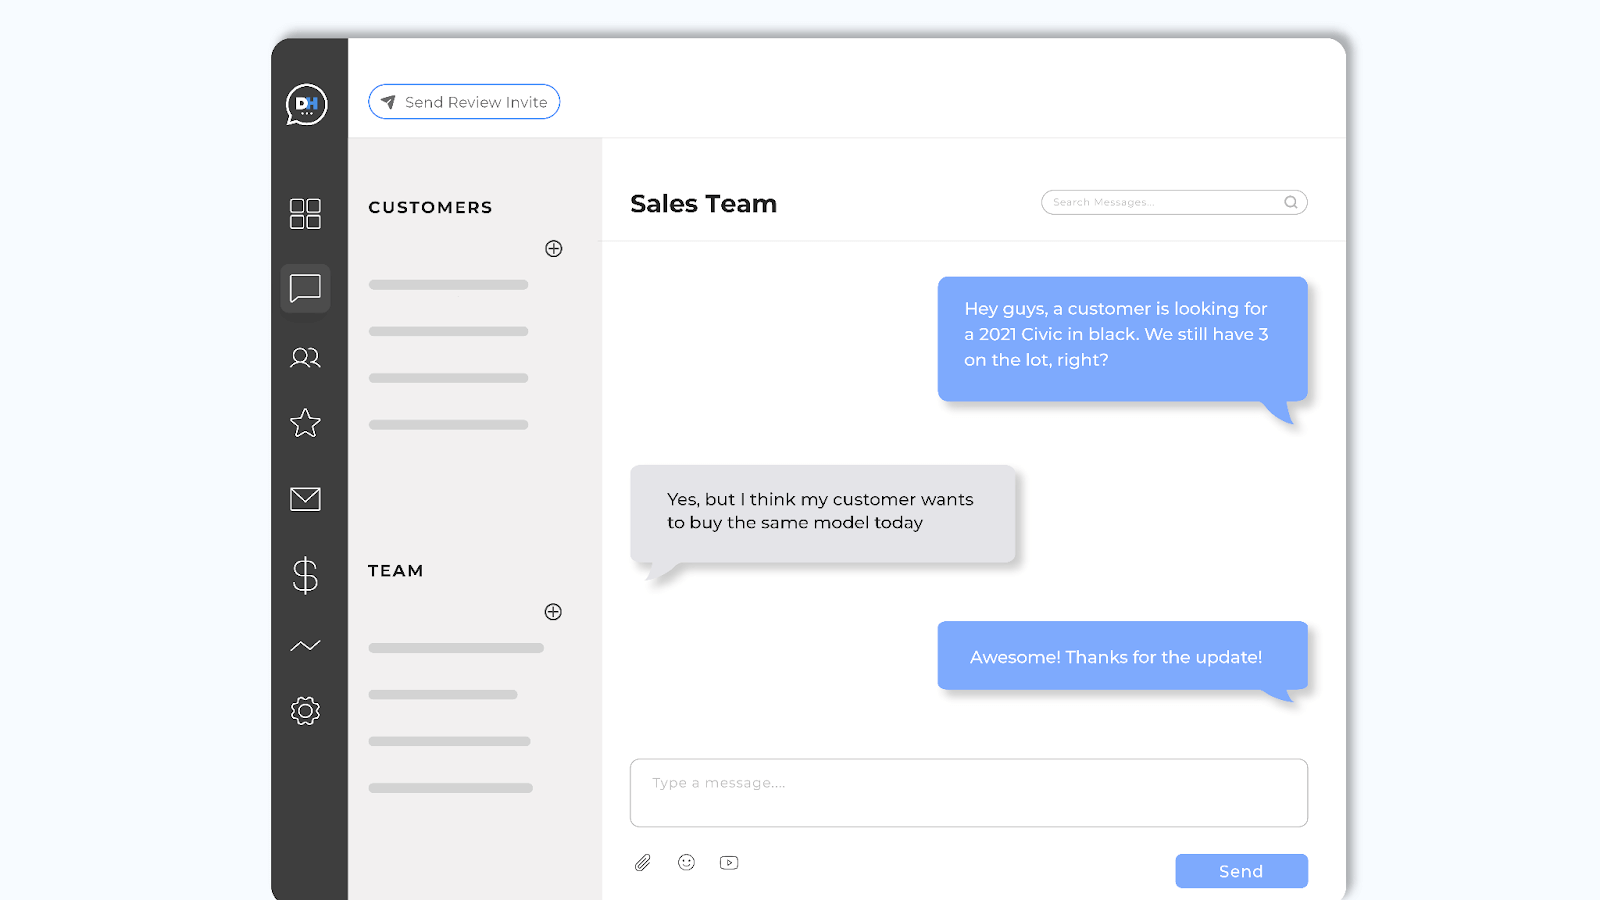 DH
Send Review Invite
CUSTOMERS
TEAM
Sales Team
Search Messages...
Hey guys, a customer is looking for
a 2021 Civic in black. We still have 3
on the lot, right?
Yes, but I think my customer wants
to buy the same model today
Awesome! Thanks for the update!
Type a message....
Send